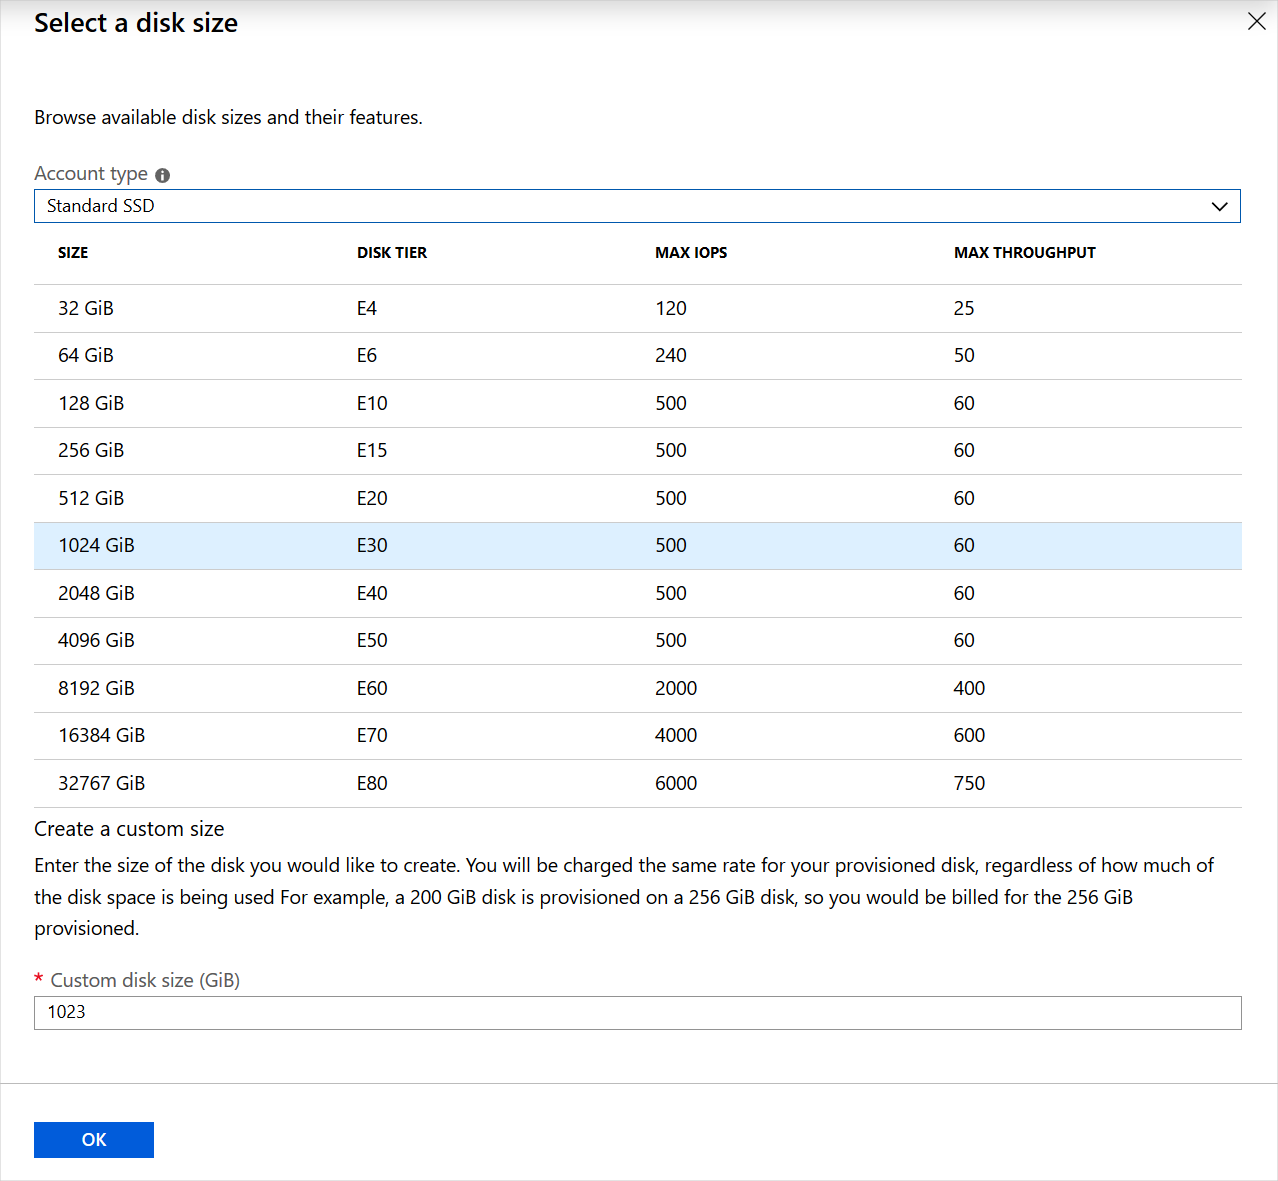 Select a disk size
Browse available disk sizes and their features.
Account type
Standard SSD
SIZE DISK TIER MAX IOPS MAX THROUGHPUT
32 GiB E4 120 25
64 GiB E6 240 50
128 GiB E10 500 60
256 GiB E15 500 60
512 GiB E20 500 60
1024 GiB E30 500 60
2048 GiB E40 500 60
4096 GiB E50 500 60
8192 GiB E60 2000 400
16384 GiB E70 4000 600
32767 GiB E80 6000 750
Create a custom size
Enter the size of the disk you would like to create. You will be charged the same rate for your provisioned disk, regardless of how much of
the disk space is being used For example, a 200 GiB disk is provisioned on a 256 GiB disk, so you would be billed for the 256 GiB
provisioned.
* Custom disk size (GiB)
1023
OK